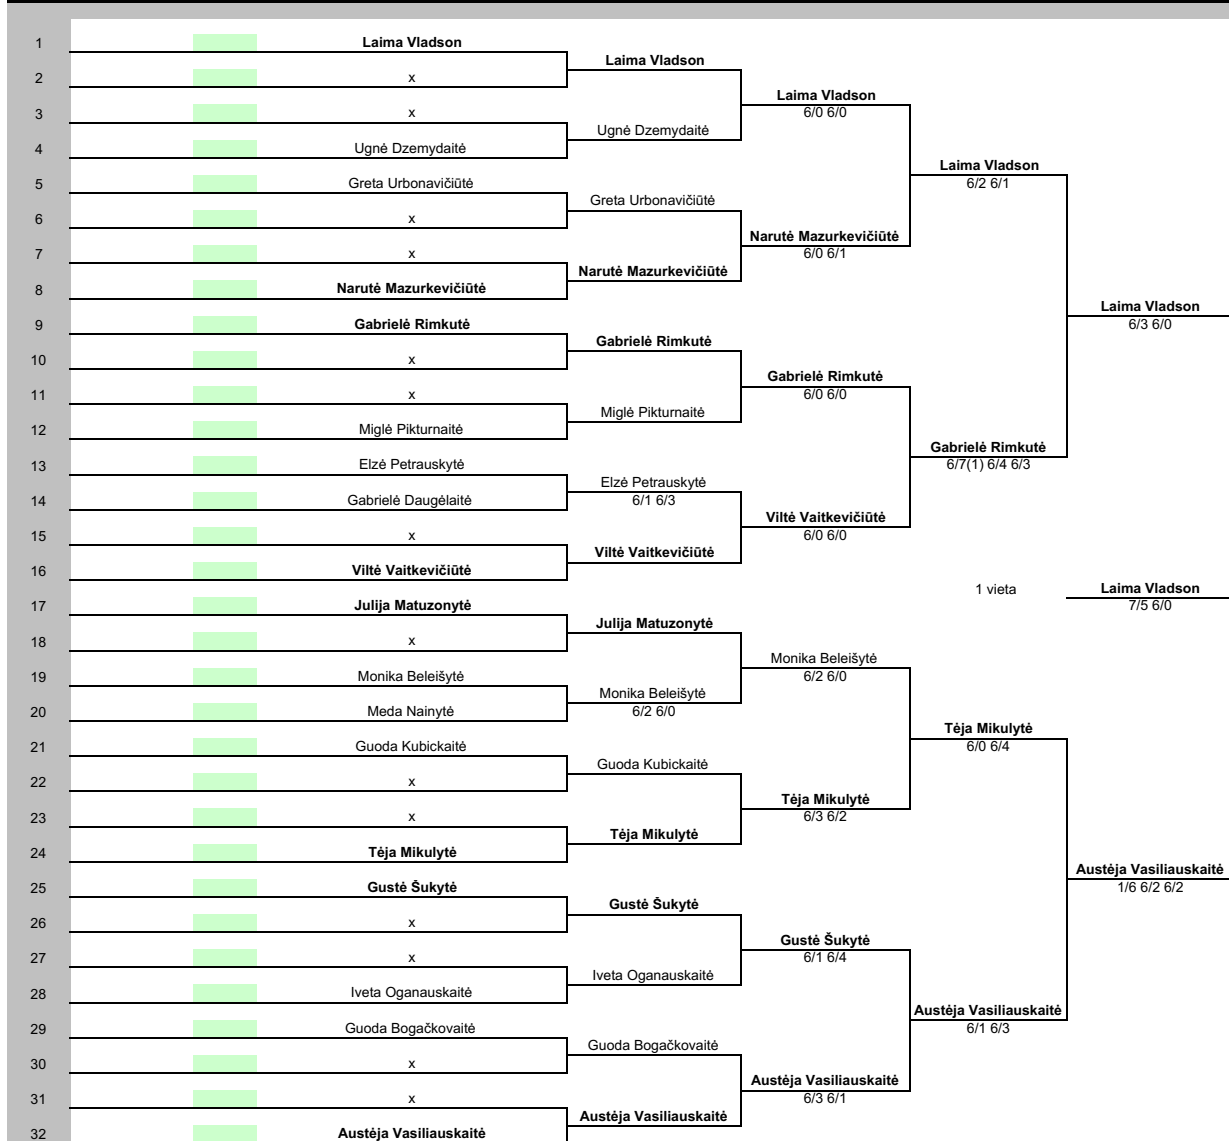 1 Laima Vladson
Laima Vladson
2 x
Laima Vladson
6/0 6/0
3 x
Ugnė Dzemydaitė
4 Ugnė Dzemydaitė
Laima Vladson
6/2 6/1
5 Greta Urbonavičiūtė
Greta Urbonavičiūtė
6 x
Narutė Mazurkevičiūtė
6/0 6/1
7 x
Narutė Mazurkevičiūtė
8 Narutė Mazurkevičiūtė
Laima Vladson
6/3 6/0
9 Gabrielė Rimkutė
Gabrielė Rimkutė
10 x
Gabrielė Rimkutė
6/0 6/0
11 x
Miglė Pikturnaitė
12 Miglė Pikturnaitė
Gabrielė Rimkutė
6/7(1) 6/4 6/3
13 Elzė Petrauskytė
Elzė Petrauskytė
6/1 6/3
14 Gabrielė Daugėlaitė
Viltė Vaitkevičiūtė
6/0 6/0
15 x
Viltė Vaitkevičiūtė
16 Viltė Vaitkevičiūtė
1 vieta Laima Vladson
7/5 6/0
17 Julija Matuzonytė
Julija Matuzonytė
18 x
Monika Beleišytė
6/2 6/0
19 Monika Beleišytė
Monika Beleišytė
6/2 6/0
20 Meda Nainytė
Tėja Mikulytė
6/0 6/4
21 Guoda Kubickaitė
Guoda Kubickaitė
22 x
Tėja Mikulytė
6/3 6/2
23 x
Tėja Mikulytė
24 Tėja Mikulytė
Austėja Vasiliauskaitė
1/6 6/2 6/2
25 Gustė Šukytė
Gustė Šukytė
26 x
Gustė Šukytė
6/1 6/4
27 x
Iveta Oganauskaitė
28 Iveta Oganauskaitė
Austėja Vasiliauskaitė
6/1 6/3
29 Guoda Bogačkovaitė
Guoda Bogačkovaitė
30 x
Austėja Vasiliauskaitė
6/3 6/1
31 x
Austėja Vasiliauskaitė
32 Austėja Vasiliauskaitė